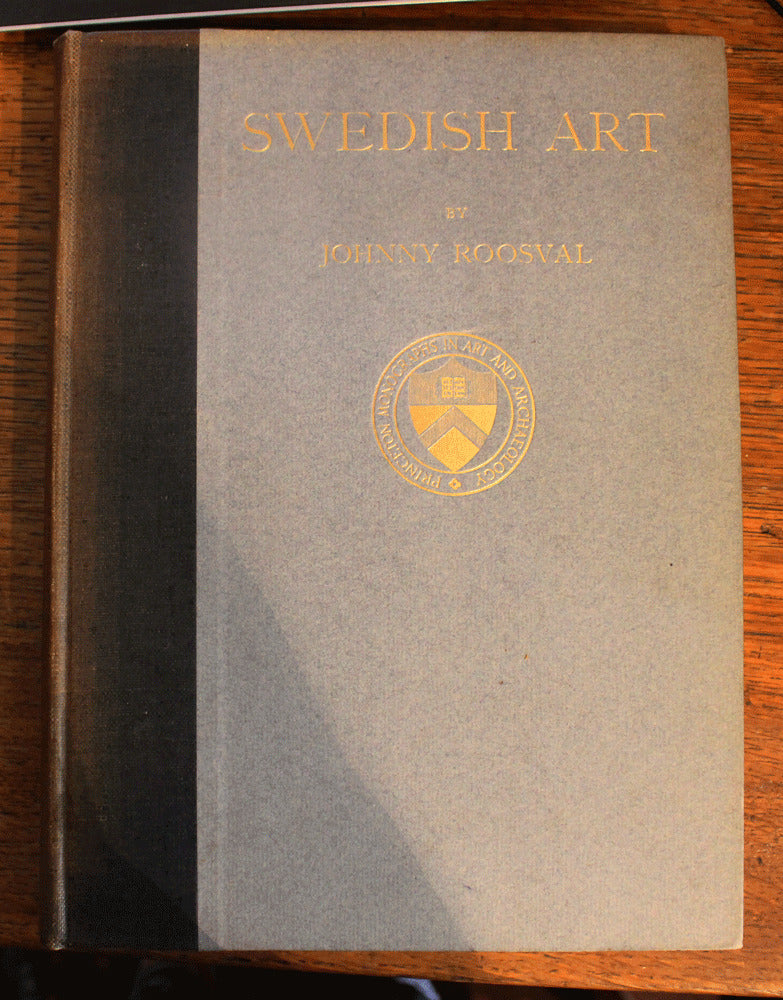 SWEDISH ART
BY
JOHNNY ROOSVAL
PRINCETON MONOGRAPHS IN ART AND ARCHAEOLOGY